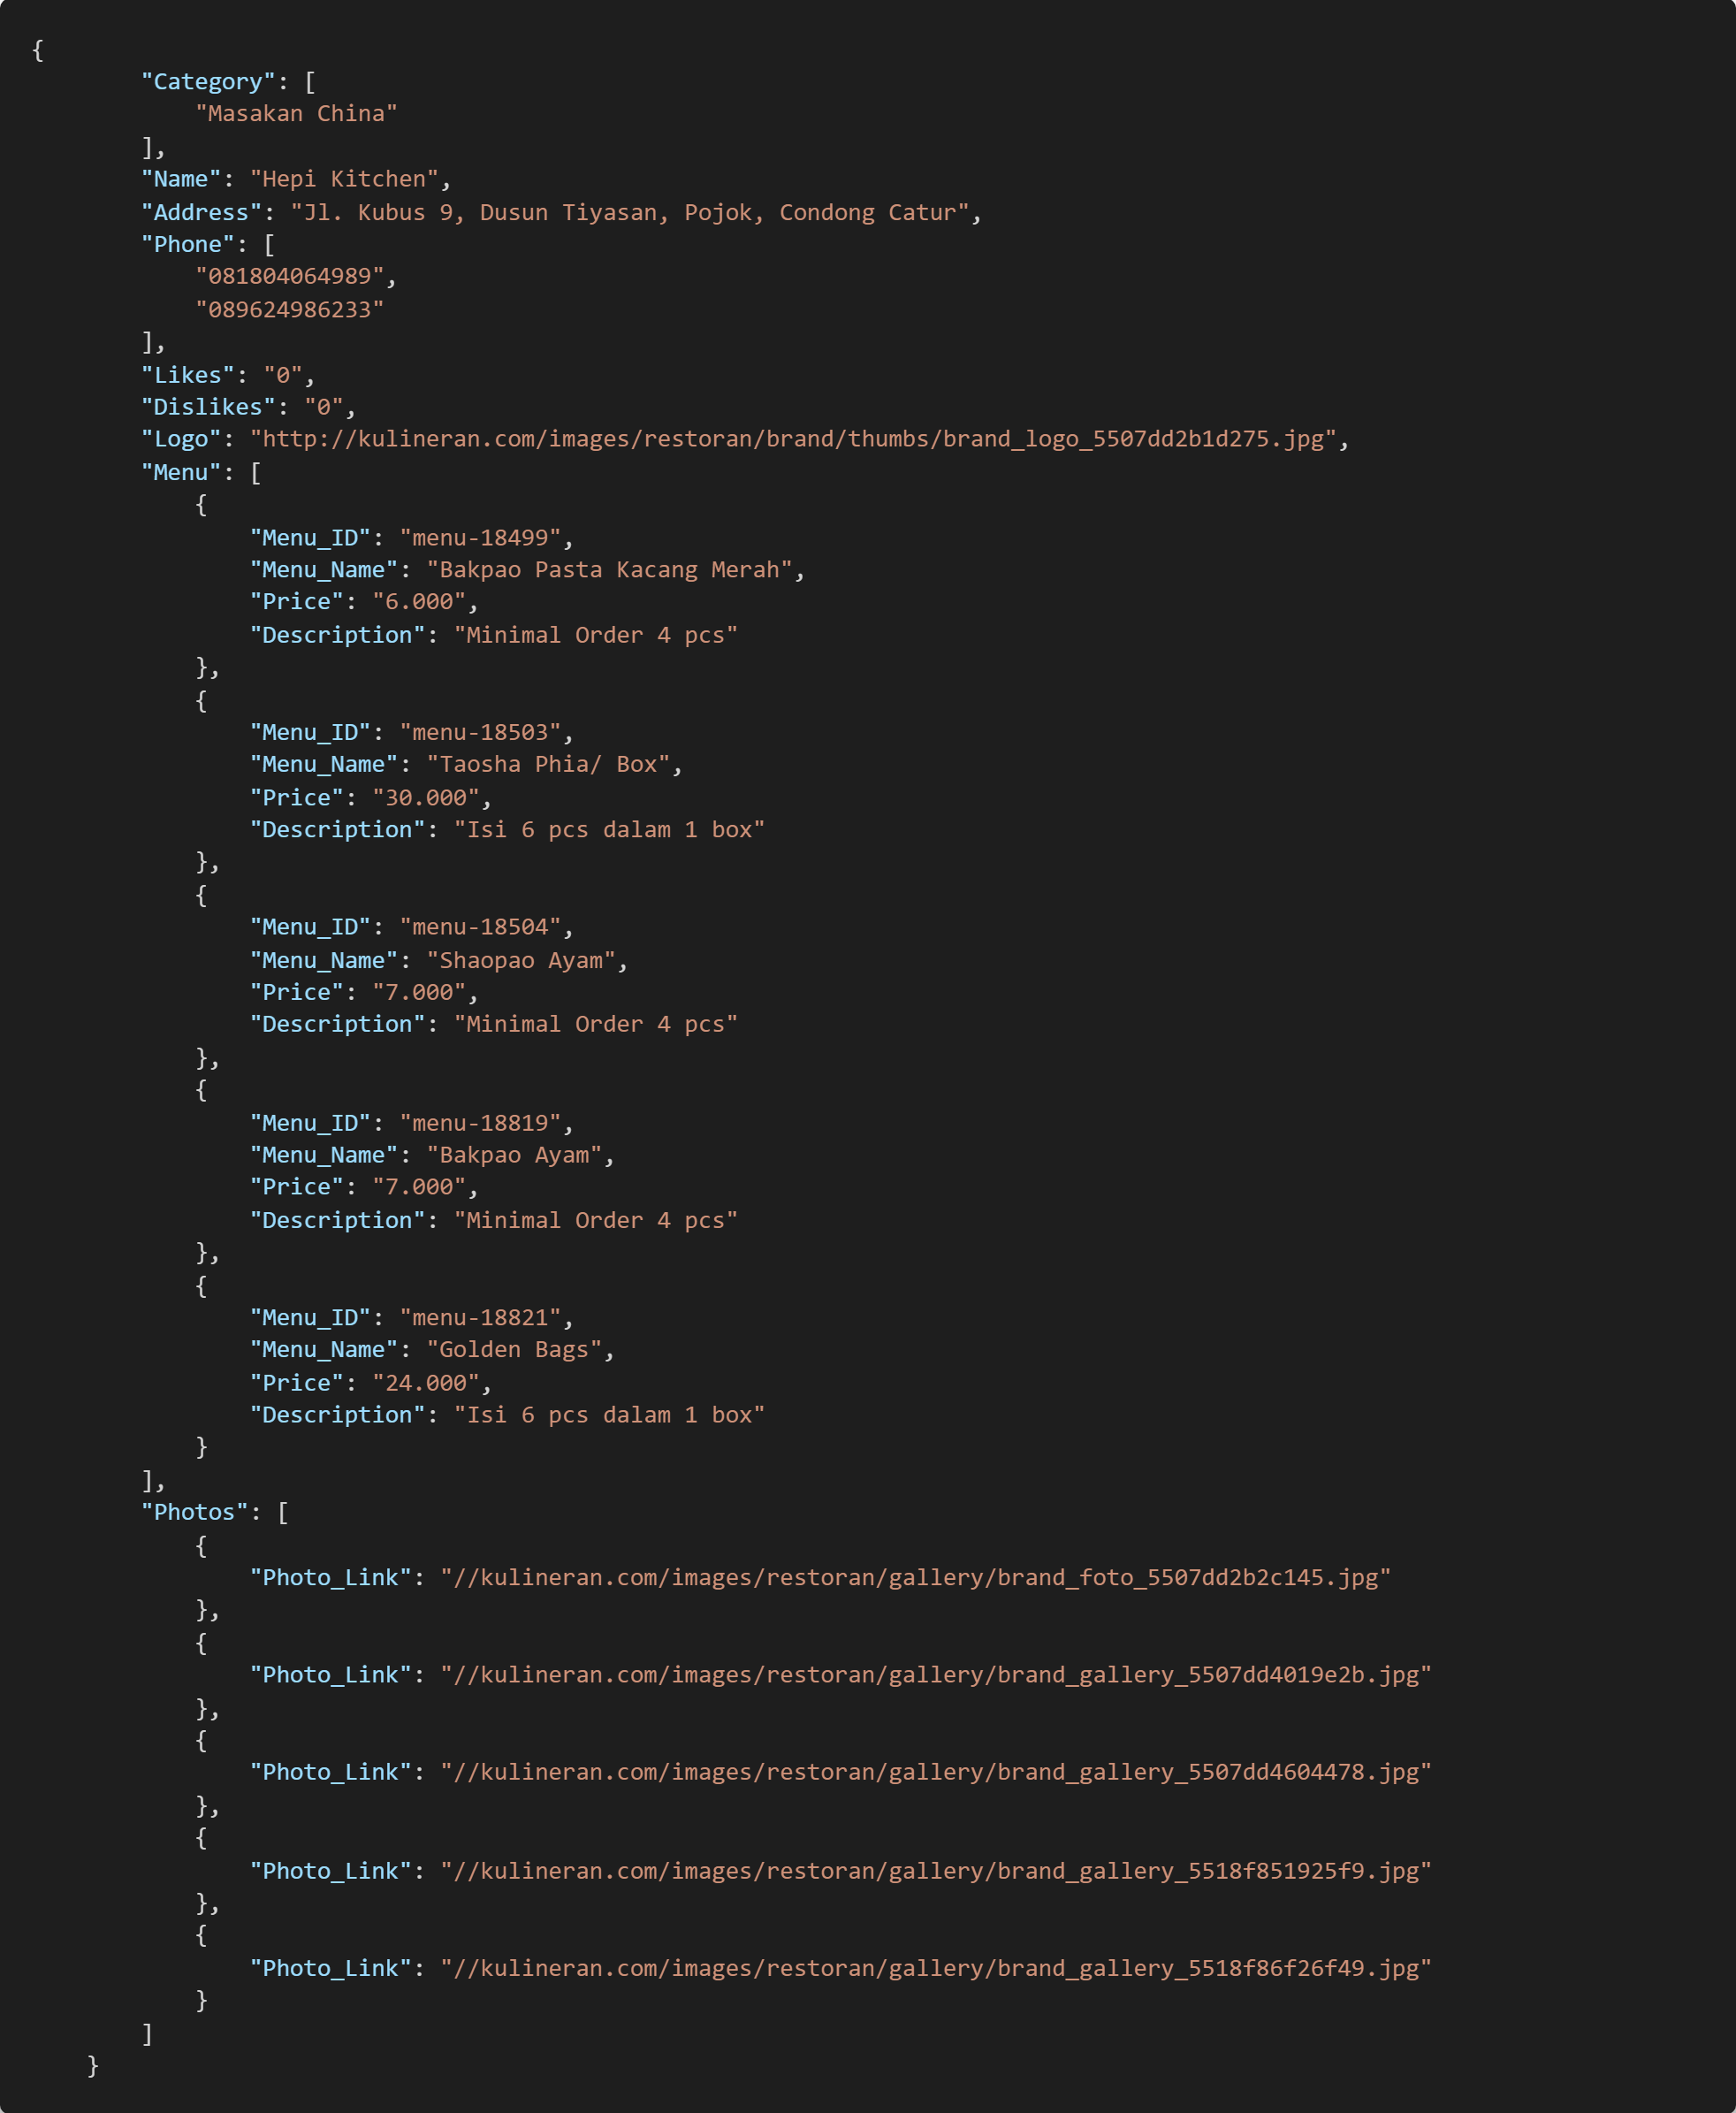 {
"Category": [
"Masakan China"
],
"Name": "Hepi Kitchen",
"Address": "Jl. Kubus 9, Dusun Tiyasan, Pojok, Condong Catur",
"Phone": [
"081804064989",
"089624986233"
],
"Likes": "0",
"Dislikes": "0",
"Logo": "http://kulineran.com/images/restoran/brand/thumbs/brand_logo_5507dd2b1d275.jpg",
"Menu": [
{
"Menu_ID": "menu-18499",
"Menu_Name": "Bakpao Pasta Kacang Merah",
"Price": "6.000",
"Description": "Minimal Order 4 pcs"
},
{
"Menu_ID": "menu-18503",
"Menu_Name": "Taosha Phia/ Box",
"Price": "30.000",
"Description": "Isi 6 pcs dalam 1 box"
},
{
"Menu_ID": "menu-18504",
"Menu_Name": "Shaopao Ayam",
"Price": "7.000",
"Description": "Minimal Order 4 pcs"
},
{
"Menu_ID": "menu-18819",
"Menu_Name": "Bakpao Ayam",
"Price": "7.000",
"Description": "Minimal Order 4 pcs"
},
{
"Menu_ID": "menu-18821",
"Menu_Name": "Golden Bags",
"Price": "24.000",
"Description": "Isi 6 pcs dalam 1 box"
}
],
"Photos": [
{
"Photo_Link": "//kulineran.com/images/restoran/gallery/brand_foto_5507dd2b2c145.jpg"
},
{
"Photo_Link": "//kulineran.com/images/restoran/gallery/brand_gallery_5507dd4019e2b.jpg"
},
{
"Photo_Link": "//kulineran.com/images/restoran/gallery/brand_gallery_5507dd4604478.jpg"
},
{
"Photo_Link": "//kulineran.com/images/restoran/gallery/brand_gallery_5518f851925f9.jpg"
},
{
"Photo_Link": "//kulineran.com/images/restoran/gallery/brand_gallery_5518f86f26f49.jpg"
}
]
}